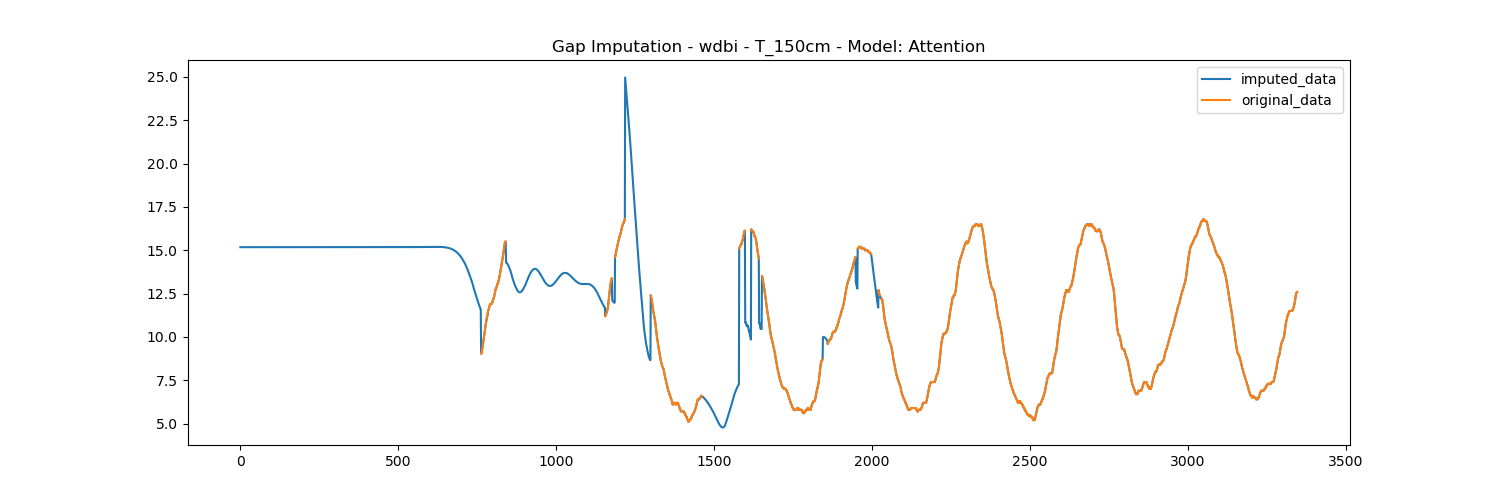 Gap Imputation - wdbi - T_150cm - Model: Attention
imputed_data
original_data
25.0
22.5
20.0
17.5
15.0
12.5
10.0
7.5
5.0
0 500 1000 1500 2000 2500 3000 3500